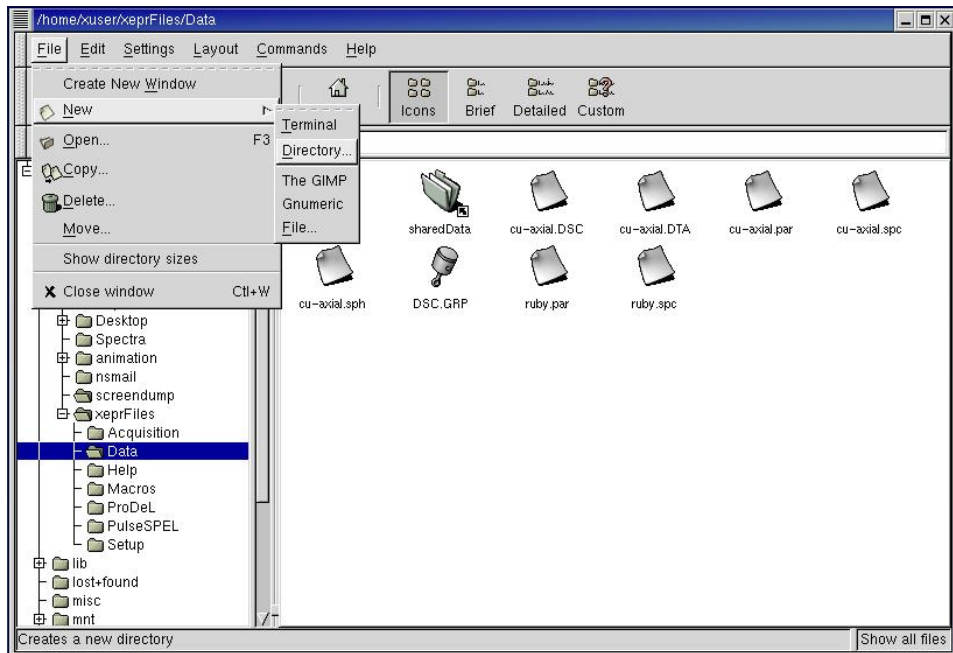 /home/xuser/xeprFiles/Data
File Edit Settings Layout Commands Help
Create New Window
New
Open... F3
Copy...
Delete...
Move...
Show directory sizes
Close window Ctl+W
Terminal
Directory...
The GIMP
Gnumeric
File...
Icons Brief Detailed Custom
sharedData cu-axial.DSC cu-axial.DTA cu-axial.par cu-axial.spc
cu-axial.sph DSC.GRP ruby.par ruby.spc
Desktop
Spectra
animation
nsmail
screendump
xeprFiles
Acquisition
Data
Help
Macros
ProDeL
PulseSPEL
Setup
lib
lost+found
misc
mnt
Creates a new directory Show all files